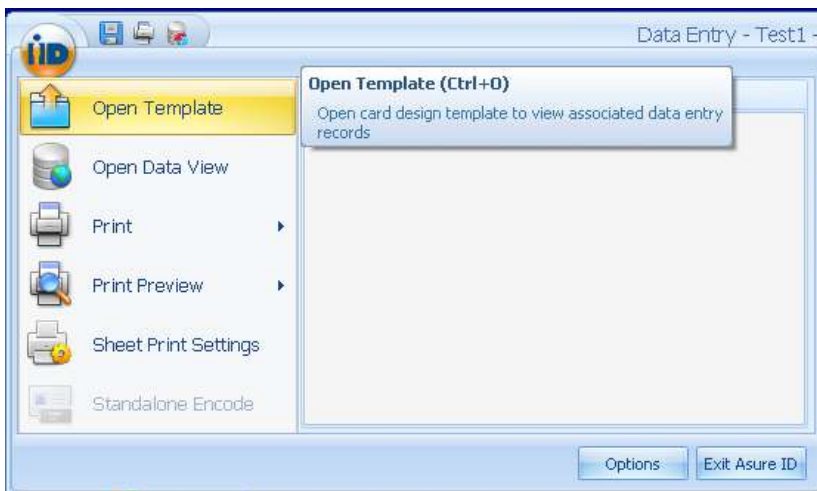 iID
Data Entry - Test1 -
Open Template
Open Template (Ctrl+O)
Open card design template to view associated data entry
records
Open Data View
Print
Print Preview
Sheet Print Settings
Standalone Encode
Options
Exit Asure ID